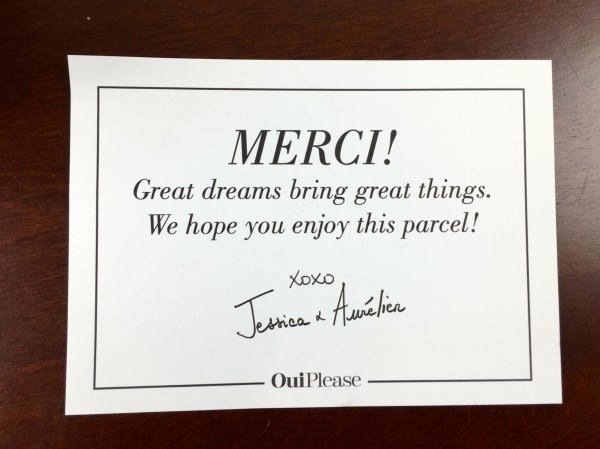 MERCI!
Great dreams bring great things.
We hope you enjoy this parcel!
xoxo
Jessica & Aurélien
OuiPlease